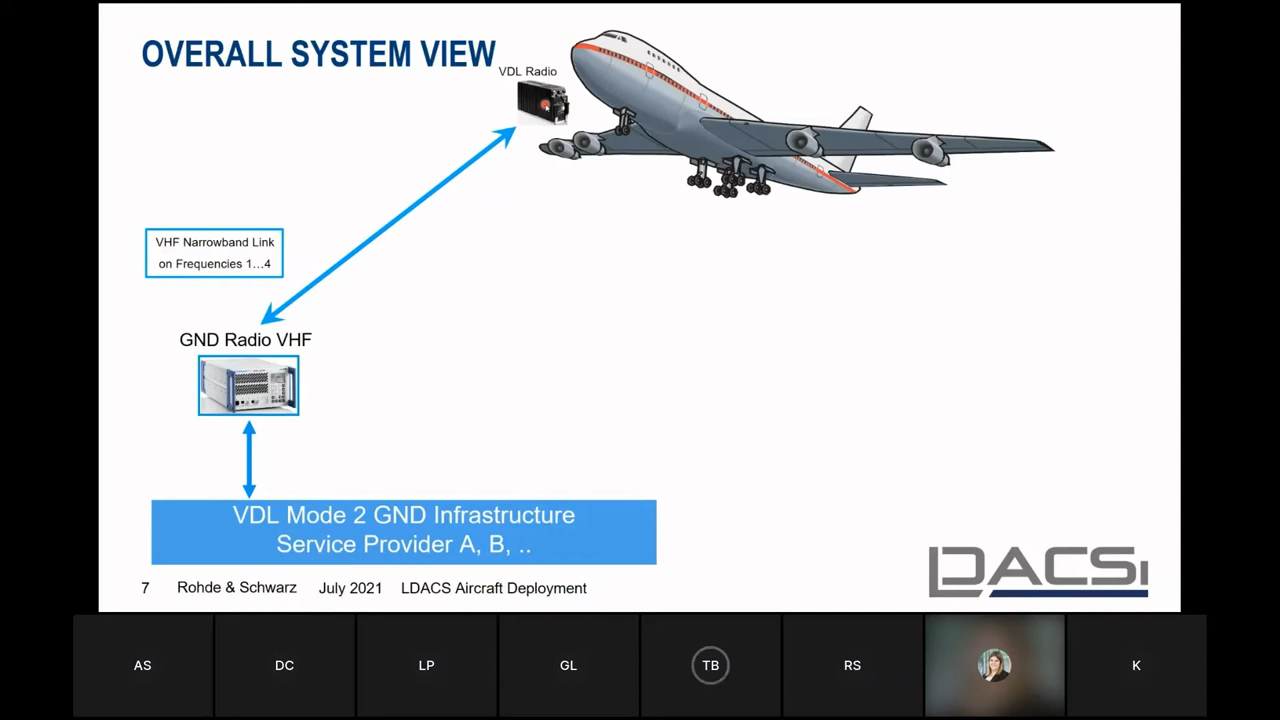 OVERALL SYSTEM VIEW
VDL Radio
VHF Narrowband Link
on Frequencies 1...4
GND Radio VHF
VDL Mode 2 GND Infrastructure
Service Provider A, B, ..
7 Rohde & Schwarz July 2021 LDACS Aircraft Deployment
LDACSI
AS DC LP GL TB RS K